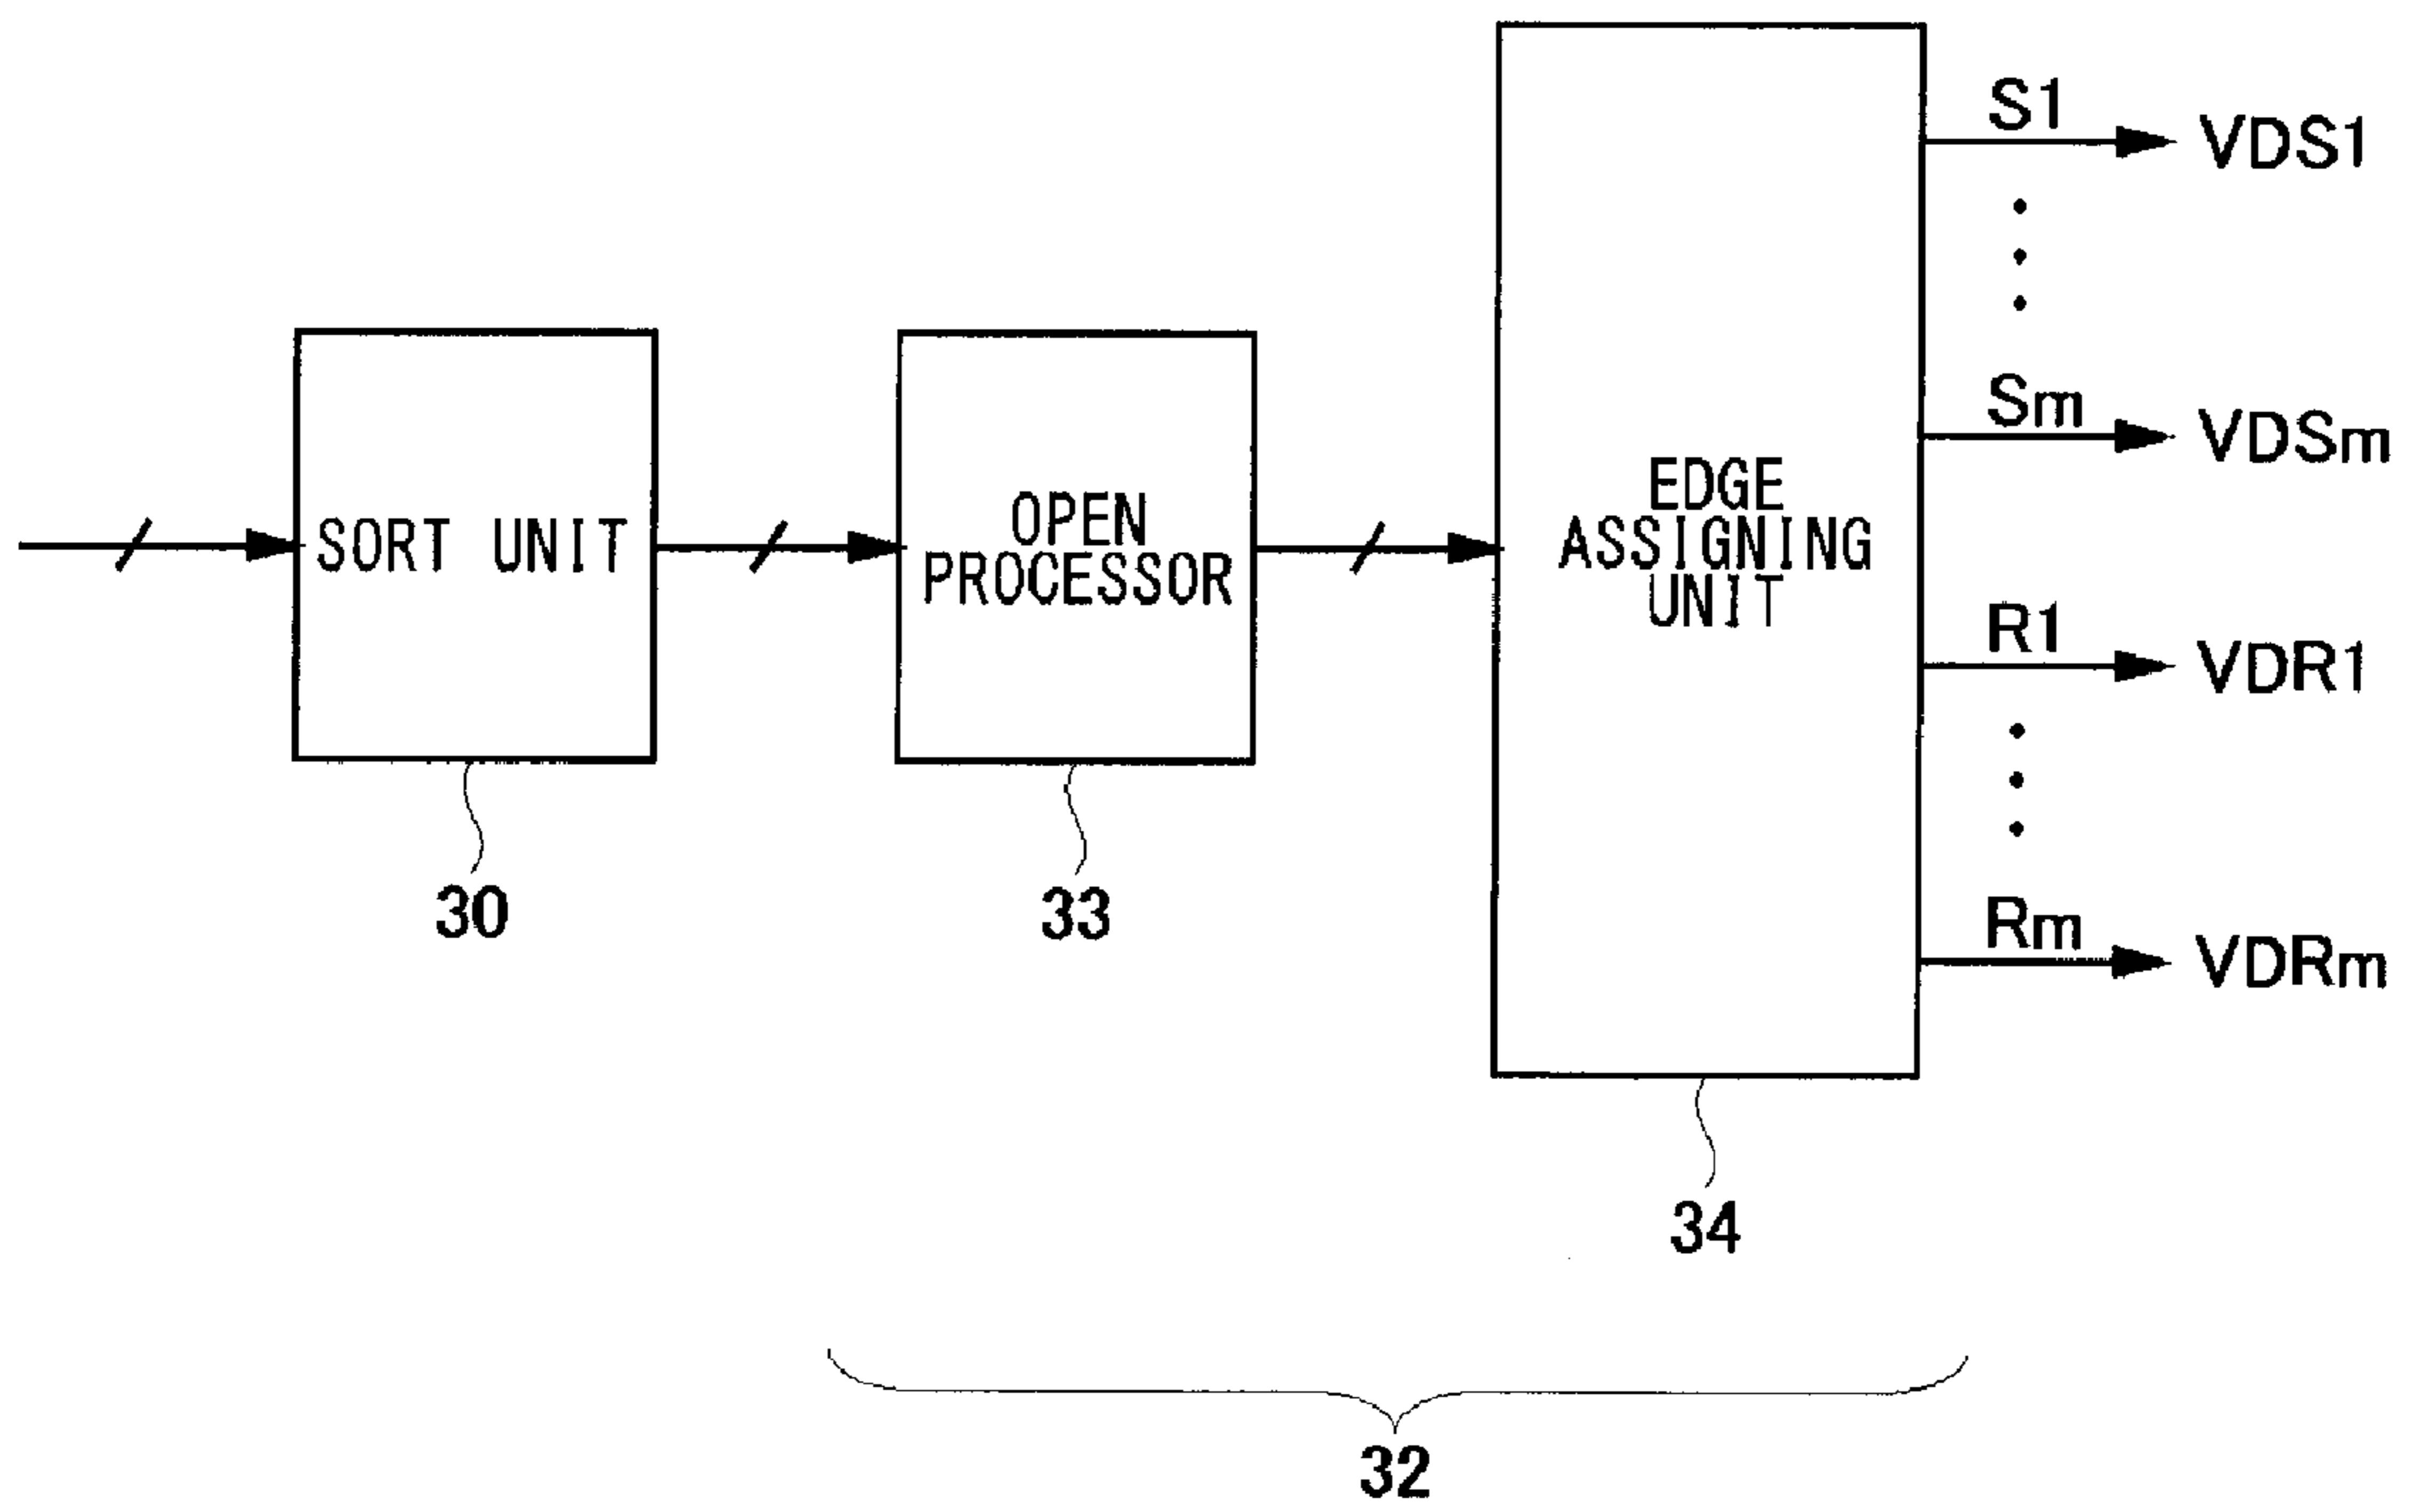 S1
VDS1
Sm
VDSm
SORT UNIT
OPEN
PROCESSOR
EDGE
ASSIGNING
UNIT
R1
VDR1
Rm
VDRm
30
33
34
32